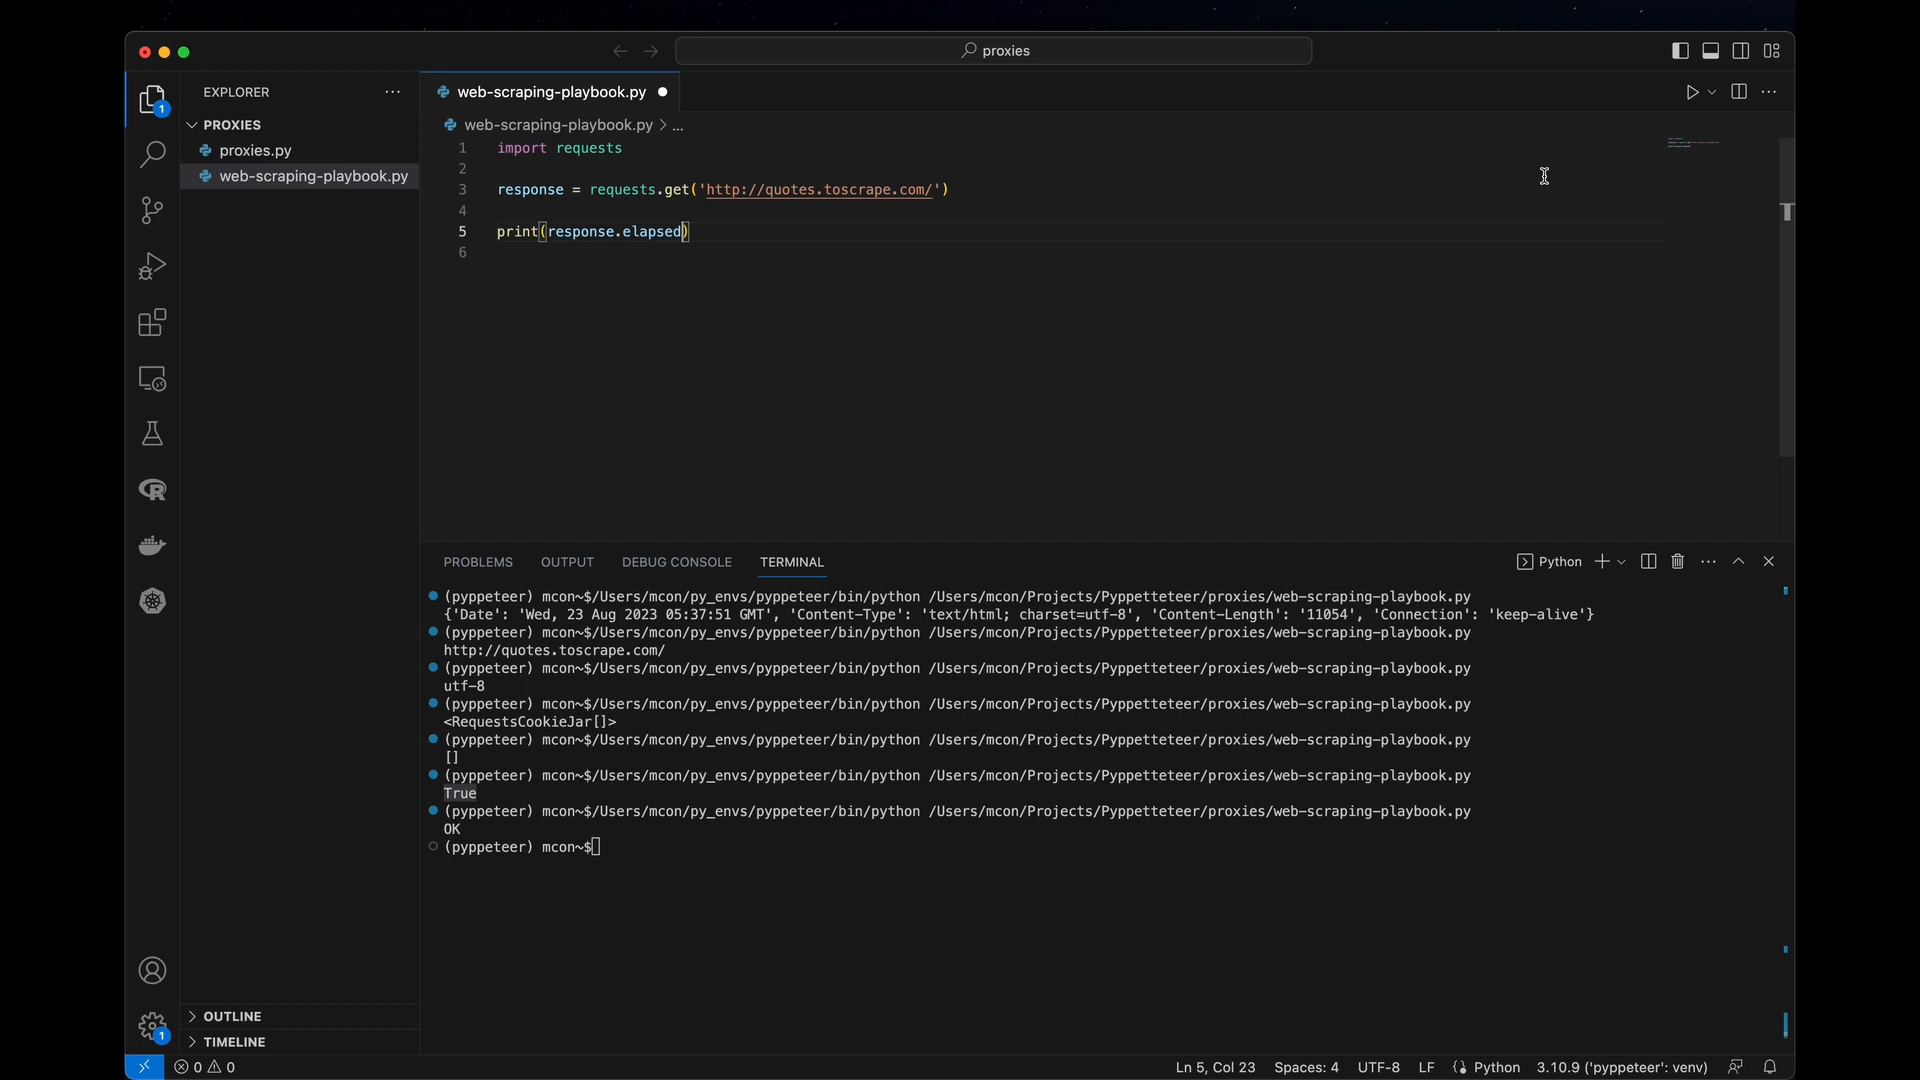 proxies
EXPLORER
web-scraping-playbook.py
PROXIES
web-scraping-playbook.py > ...
proxies.py
web-scraping-playbook.py
1 import requests
2
3 response = requests.get('http://quotes.toscrape.com/')
4
5 print(response.elapsed)
6
PROBLEMS OUTPUT DEBUG CONSOLE TERMINAL
Python
(pyppeteer) mcon~$/Users/mcon/py_envs/pyppeteer/bin/python /Users/mcon/Projects/Pyppetteteer/proxies/web-scraping-playbook.py
{'Date': 'Wed, 23 Aug 2023 05:37:51 GMT', 'Content-Type': 'text/html; charset=utf-8', 'Content-Length': '11054', 'Connection': 'keep-alive'}
(pyppeteer) mcon~$/Users/mcon/py_envs/pyppeteer/bin/python /Users/mcon/Projects/Pyppetteteer/proxies/web-scraping-playbook.py
http://quotes.toscrape.com/
(pyppeteer) mcon~$/Users/mcon/py_envs/pyppeteer/bin/python /Users/mcon/Projects/Pyppetteteer/proxies/web-scraping-playbook.py
utf-8
(pyppeteer) mcon~$/Users/mcon/py_envs/pyppeteer/bin/python /Users/mcon/Projects/Pyppetteteer/proxies/web-scraping-playbook.py
<RequestsCookieJar[]>
(pyppeteer) mcon~$/Users/mcon/py_envs/pyppeteer/bin/python /Users/mcon/Projects/Pyppetteteer/proxies/web-scraping-playbook.py
[]
(pyppeteer) mcon~$/Users/mcon/py_envs/pyppeteer/bin/python /Users/mcon/Projects/Pyppetteteer/proxies/web-scraping-playbook.py
True
(pyppeteer) mcon~$/Users/mcon/py_envs/pyppeteer/bin/python /Users/mcon/Projects/Pyppetteteer/proxies/web-scraping-playbook.py
OK
(pyppeteer) mcon~$
OUTLINE
TIMELINE
1
1
0 0
Ln 5, Col 23 Spaces: 4 UTF-8 LF Python 3.10.9 ('pyppeteer': venv)